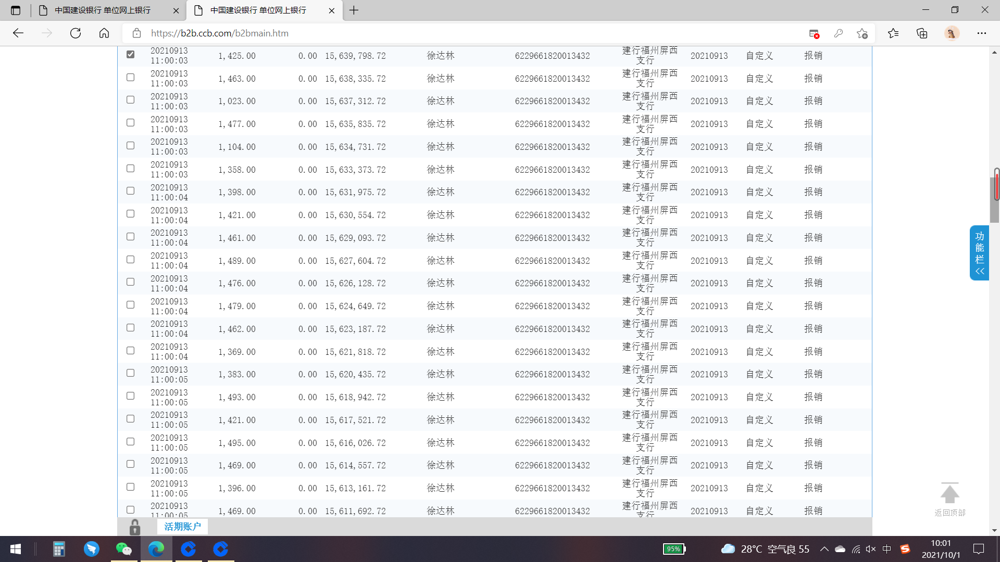 中国建设银行 单位网上银行
中国建设银行 单位网上银行
https://b2b.ccb.com/b2bmain.htm
20210913 11:00:03 1,425.00 0.00 15,639,798.72 徐达林 6229661820013432 建行福州屏西支行 20210913 自定义 报销
20210913 11:00:03 1,463.00 0.00 15,638,335.72 徐达林 6229661820013432 建行福州屏西支行 20210913 自定义 报销
20210913 11:00:03 1,023.00 0.00 15,637,312.72 徐达林 6229661820013432 建行福州屏西支行 20210913 自定义 报销
20210913 11:00:03 1,477.00 0.00 15,635,835.72 徐达林 6229661820013432 建行福州屏西支行 20210913 自定义 报销
20210913 11:00:03 1,104.00 0.00 15,634,731.72 徐达林 6229661820013432 建行福州屏西支行 20210913 自定义 报销
20210913 11:00:03 1,358.00 0.00 15,633,373.72 徐达林 6229661820013432 建行福州屏西支行 20210913 自定义 报销
20210913 11:00:04 1,398.00 0.00 15,631,975.72 徐达林 6229661820013432 建行福州屏西支行 20210913 自定义 报销
20210913 11:00:04 1,421.00 0.00 15,630,554.72 徐达林 6229661820013432 建行福州屏西支行 20210913 自定义 报销
20210913 11:00:04 1,461.00 0.00 15,629,093.72 徐达林 6229661820013432 建行福州屏西支行 20210913 自定义 报销
20210913 11:00:04 1,489.00 0.00 15,627,604.72 徐达林 6229661820013432 建行福州屏西支行 20210913 自定义 报销
20210913 11:00:04 1,476.00 0.00 15,626,128.72 徐达林 6229661820013432 建行福州屏西支行 20210913 自定义 报销
20210913 11:00:04 1,479.00 0.00 15,624,649.72 徐达林 6229661820013432 建行福州屏西支行 20210913 自定义 报销
20210913 11:00:04 1,462.00 0.00 15,623,187.72 徐达林 6229661820013432 建行福州屏西支行 20210913 自定义 报销
20210913 11:00:04 1,369.00 0.00 15,621,818.72 徐达林 6229661820013432 建行福州屏西支行 20210913 自定义 报销
20210913 11:00:05 1,383.00 0.00 15,620,435.72 徐达林 6229661820013432 建行福州屏西支行 20210913 自定义 报销
20210913 11:00:05 1,493.00 0.00 15,618,942.72 徐达林 6229661820013432 建行福州屏西支行 20210913 自定义 报销
20210913 11:00:05 1,421.00 0.00 15,617,521.72 徐达林 6229661820013432 建行福州屏西支行 20210913 自定义 报销
20210913 11:00:05 1,495.00 0.00 15,616,026.72 徐达林 6229661820013432 建行福州屏西支行 20210913 自定义 报销
20210913 11:00:05 1,469.00 0.00 15,614,557.72 徐达林 6229661820013432 建行福州屏西支行 20210913 自定义 报销
20210913 11:00:05 1,396.00 0.00 15,613,161.72 徐达林 6229661820013432 建行福州屏西支行 20210913 自定义 报销
20210913 11:00:05 1,469.00 0.00 15,611,692.72 徐达林 6229661820013432 建行福州屏西支行 20210913 自定义 报销
功能栏
返回顶部
活期账户
95%
28°C 空气良 55
中
10:01
2021/10/1